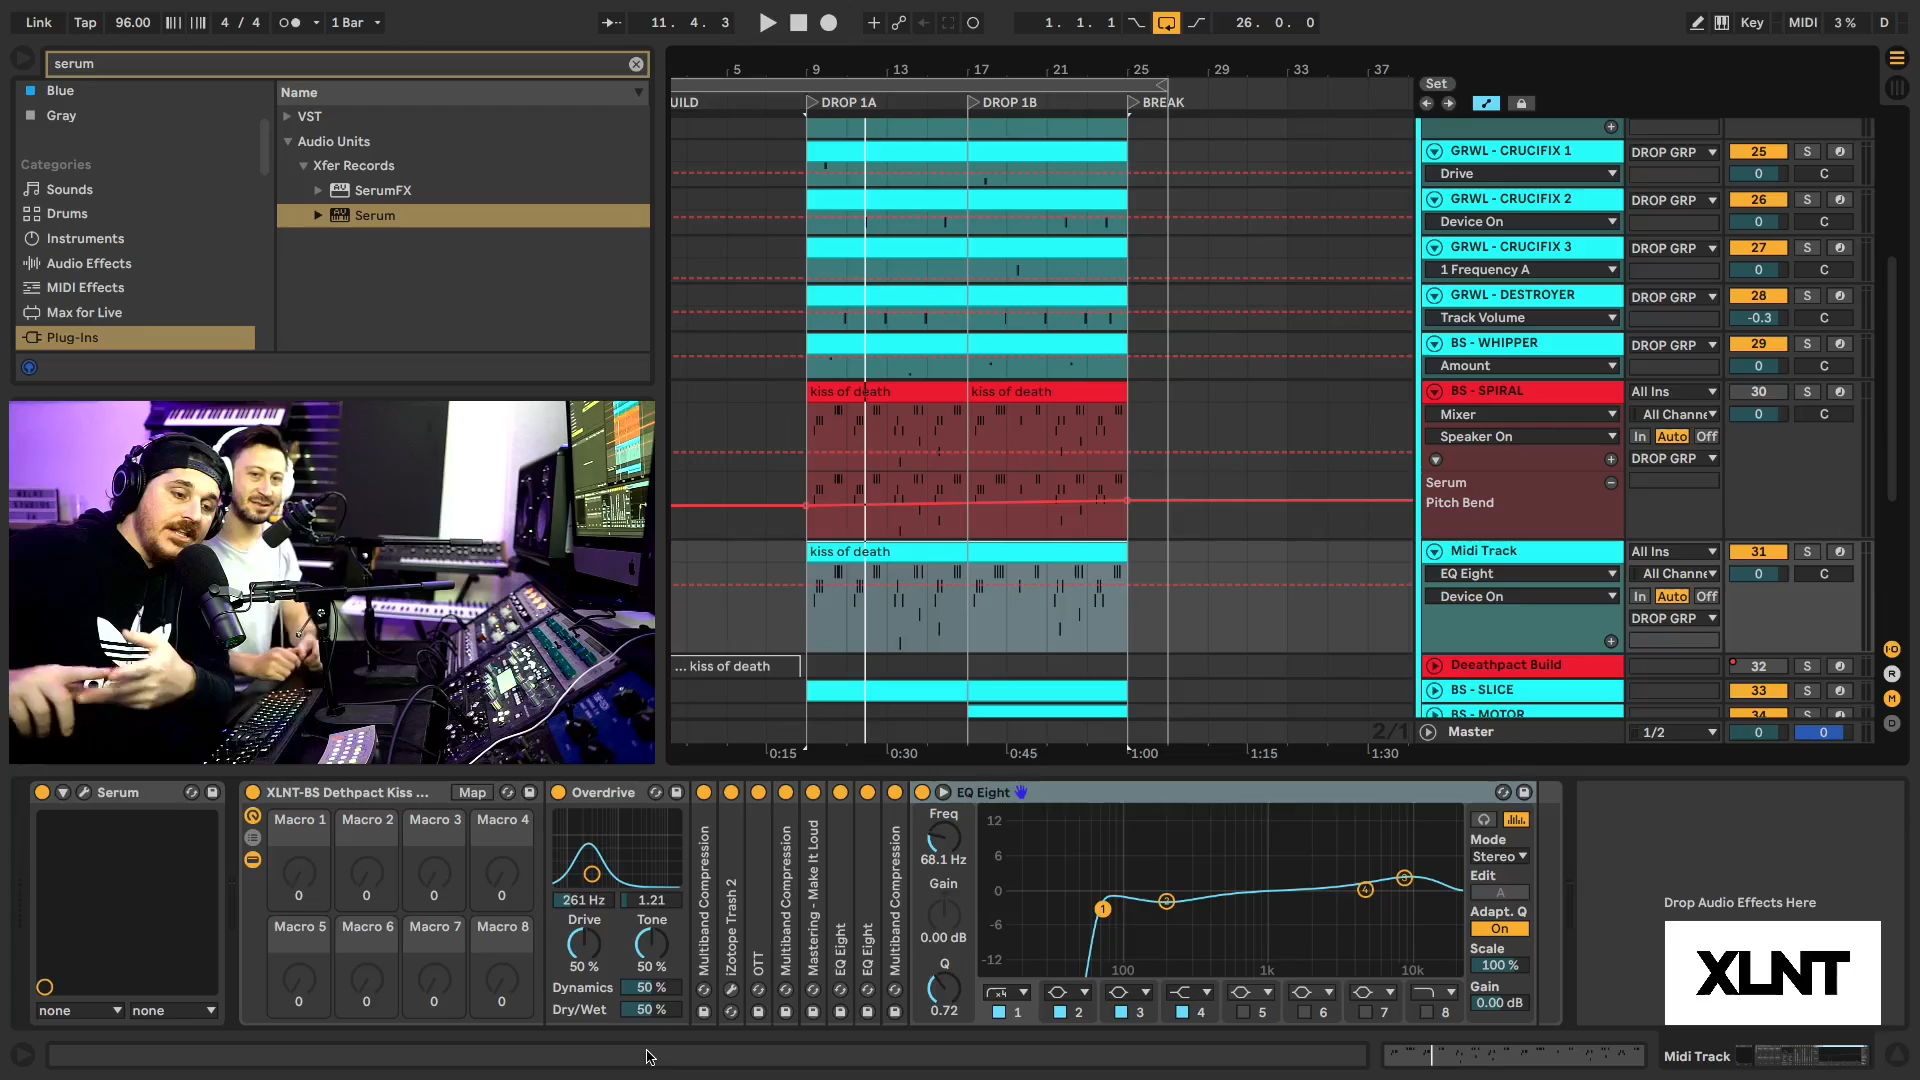 Link Tap 96.00 4 / 4 1 Bar 11. 4. 3 1. 1. 1 26. 0. 0 Key MIDI 3 % D
serum
Blue
Gray
Categories
Sounds
Drums
Instruments
Audio Effects
MIDI Effects
Max for Live
Plug-Ins
Name
VST
Audio Units
Xfer Records
SerumFX
Serum
5 9 13 17 21 25 29 33 37
UILD DROP 1A DROP 1B BREAK
Set
GRWL - CRUCIFIX 1 DROP GRP 25 S
Drive 0 C
GRWL - CRUCIFIX 2 DROP GRP 26 S
Device On 0 C
GRWL - CRUCIFIX 3 DROP GRP 27 S
1 Frequency A 0 C
GRWL - DESTROYER DROP GRP 28 S
Track Volume -0.3 C
BS - WHIPPER DROP GRP 29 S
Amount 0 C
kiss of death kiss of death BS - SPIRAL All Ins 30 S
Mixer All Channe 0 C
Speaker On In Auto Off
DROP GRP
Serum
Pitch Bend
kiss of death Midi Track All Ins 31 S
EQ Eight All Channe 0 C
Device On In Auto Off
DROP GRP
... kiss of death Deeathpact Build 32 S
BS - SLICE 33 S
BS - MOTOR 34 S
2/1 Master 1/2 0 0
0:15 0:30 0:45 1:00 1:15 1:30
Serum
none none
XLNT-BS Dethpact Kiss ... Map
Macro 1 Macro 2 Macro 3 Macro 4
0 0 0 0
Macro 5 Macro 6 Macro 7 Macro 8
0 0 0 0
Overdrive
261 Hz 1.21
Drive Tone
50 % 50 %
Dynamics 50 %
Dry/Wet 50 %
Multiband Compression
iZotope Trash 2
OTT
Multiband Compression
Mastering - Make It Loud
EQ Eight
EQ Eight
Multiband Compression
EQ Eight
Freq
68.1 Hz
Gain
0.00 dB
Q
0.72
12
6
0
-6
-12
100 1k 10k
1 2 3 4
1 2 3 4 5 6 7 8
Mode
Stereo
Edit
A
Adapt. Q
On
Scale
100 %
Gain
0.00 dB
Drop Audio Effects Here
XLNT
Midi Track